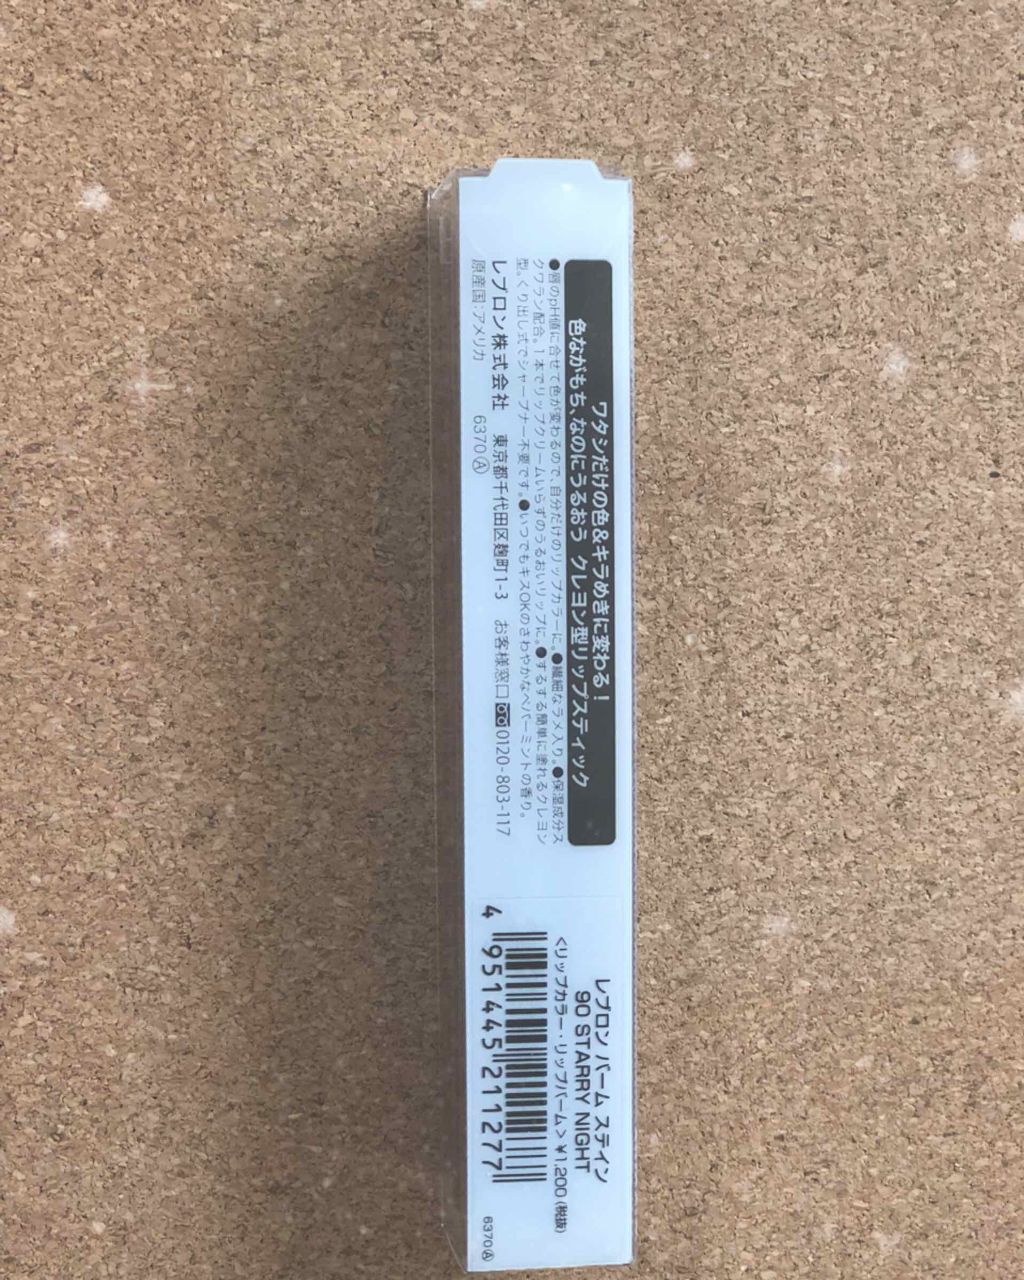 ワタシだけの色&キラめきに変わる！
色ながもち、なのにうるおう クレヨン型リップスティック
●唇のpH値に合せて色が変わるので、自分だけのリップカラーに。●繊細なラメ入り。●保湿成分ス
クワラン配合。1本でリップクリームいらずのうるおいリップに。●するする簡単に塗れるクレヨン
型。くり出し式でシャープナー不要です。●いつでもキスOKのさわやかなペパーミントの香り。
レブロン株式会社 東京都千代田区麹町1-3 お客様窓口 0120-803-117
原産国：アメリカ 6370Ⓐ
レブロン バーム ステイン
90 STARRY NIGHT
<リップカラー・リップバーム> ¥1,200(税抜)
4 951445 211277
6370Ⓐ